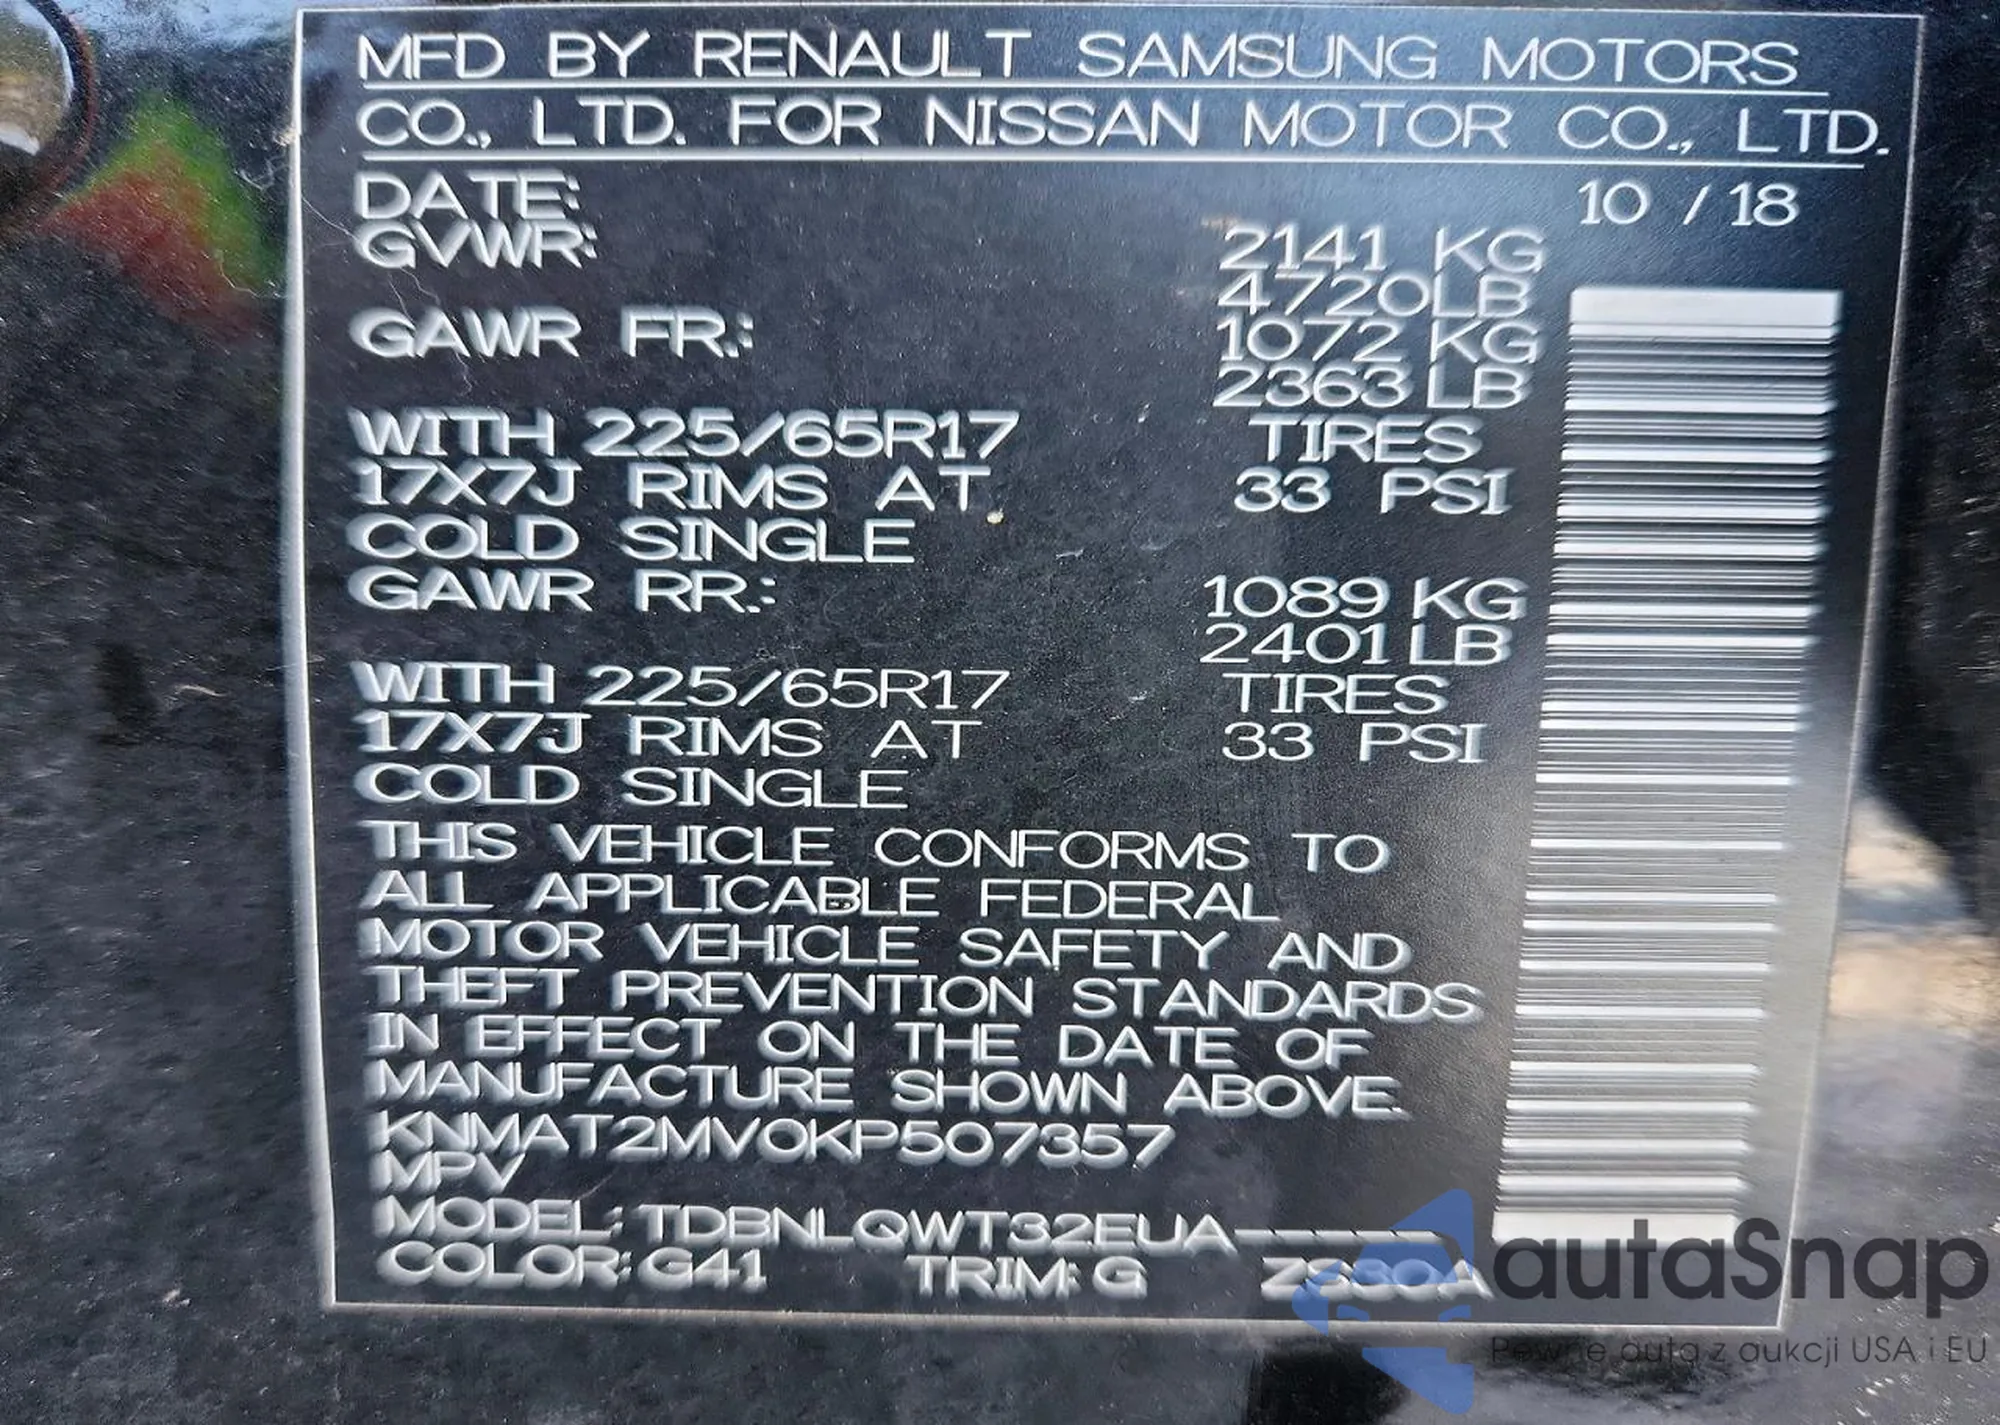 MFD BY RENAULT SAMSUNG MOTORS
CO., LTD. FOR NISSAN MOTOR CO., LTD.
DATE: 10 / 18
GVWR: 2141 KG
4720LB
GAWR FR.: 1072 KG
2363 LB
WITH 225/65R17 TIRES
17X7J RIMS AT 33 PSI
COLD SINGLE
GAWR RR.: 1089 KG
2401 LB
WITH 225/65R17 TIRES
17X7J RIMS AT 33 PSI
COLD SINGLE
THIS VEHICLE CONFORMS TO
ALL APPLICABLE FEDERAL
MOTOR VEHICLE SAFETY AND
THEFT PREVENTION STANDARDS
IN EFFECT ON THE DATE OF
MANUFACTURE SHOWN ABOVE.
KNMAT2MV0KP507357
MPV
MODEL: TDBNLQWT32EUA-----
COLOR: G41 TRIM: G
autoSnap
Pewne auta z aukcji USA i EU